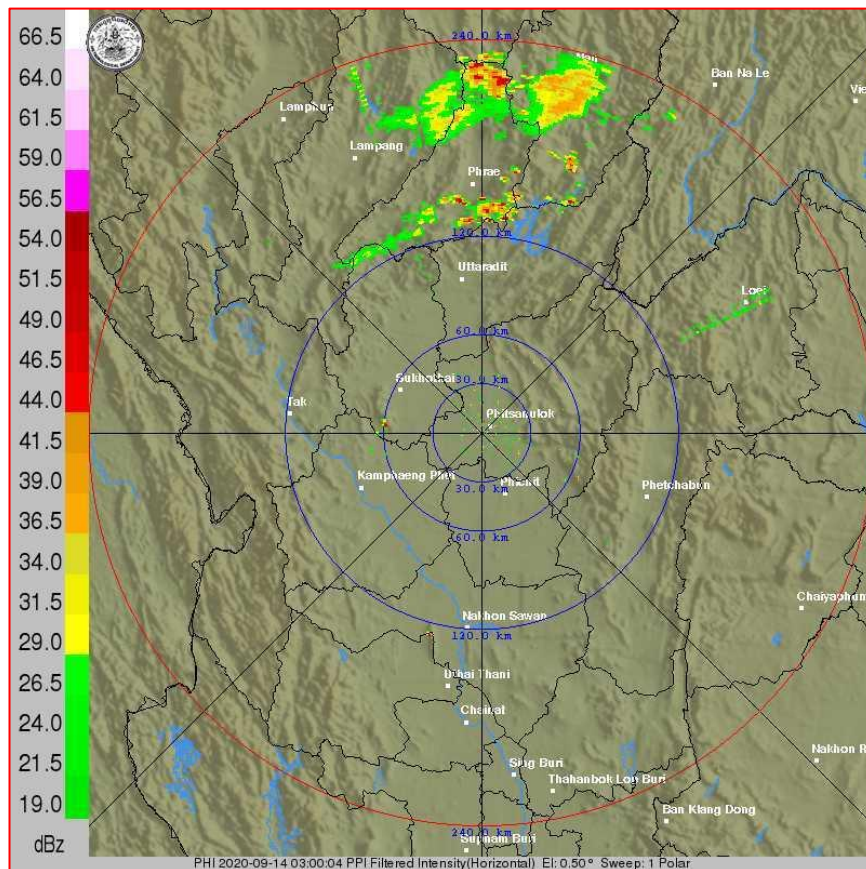 66.5
64.0
61.5
59.0
56.5
54.0
51.5
49.0
46.5
44.0
41.5
39.0
36.5
34.0
31.5
29.0
26.5
24.0
21.5
19.0
dBz
240.0 km
Ban Na Le
Lamphun
Lampang
Phrae
120.0 km
Uttaradit
Loei
60.0 km
30.0 km
Sukhothai
Tak
Phitsanulok
Kamphaeng Phet
30.0 km
Phichit
Phetchabun
60.0 km
Chaiyaphum
Nakhon Sawan
120.0 km
Uthai Thani
Chainat
Sing Buri
Nakhon R
Thahanbok Lop Buri
Ban Klang Dong
240.0 km
Suphan Buri
PHI 2020-09-14 03:00:04 PPI Filtered Intensity(Horizontal) El: 0.50° Sweep: 1 Polar